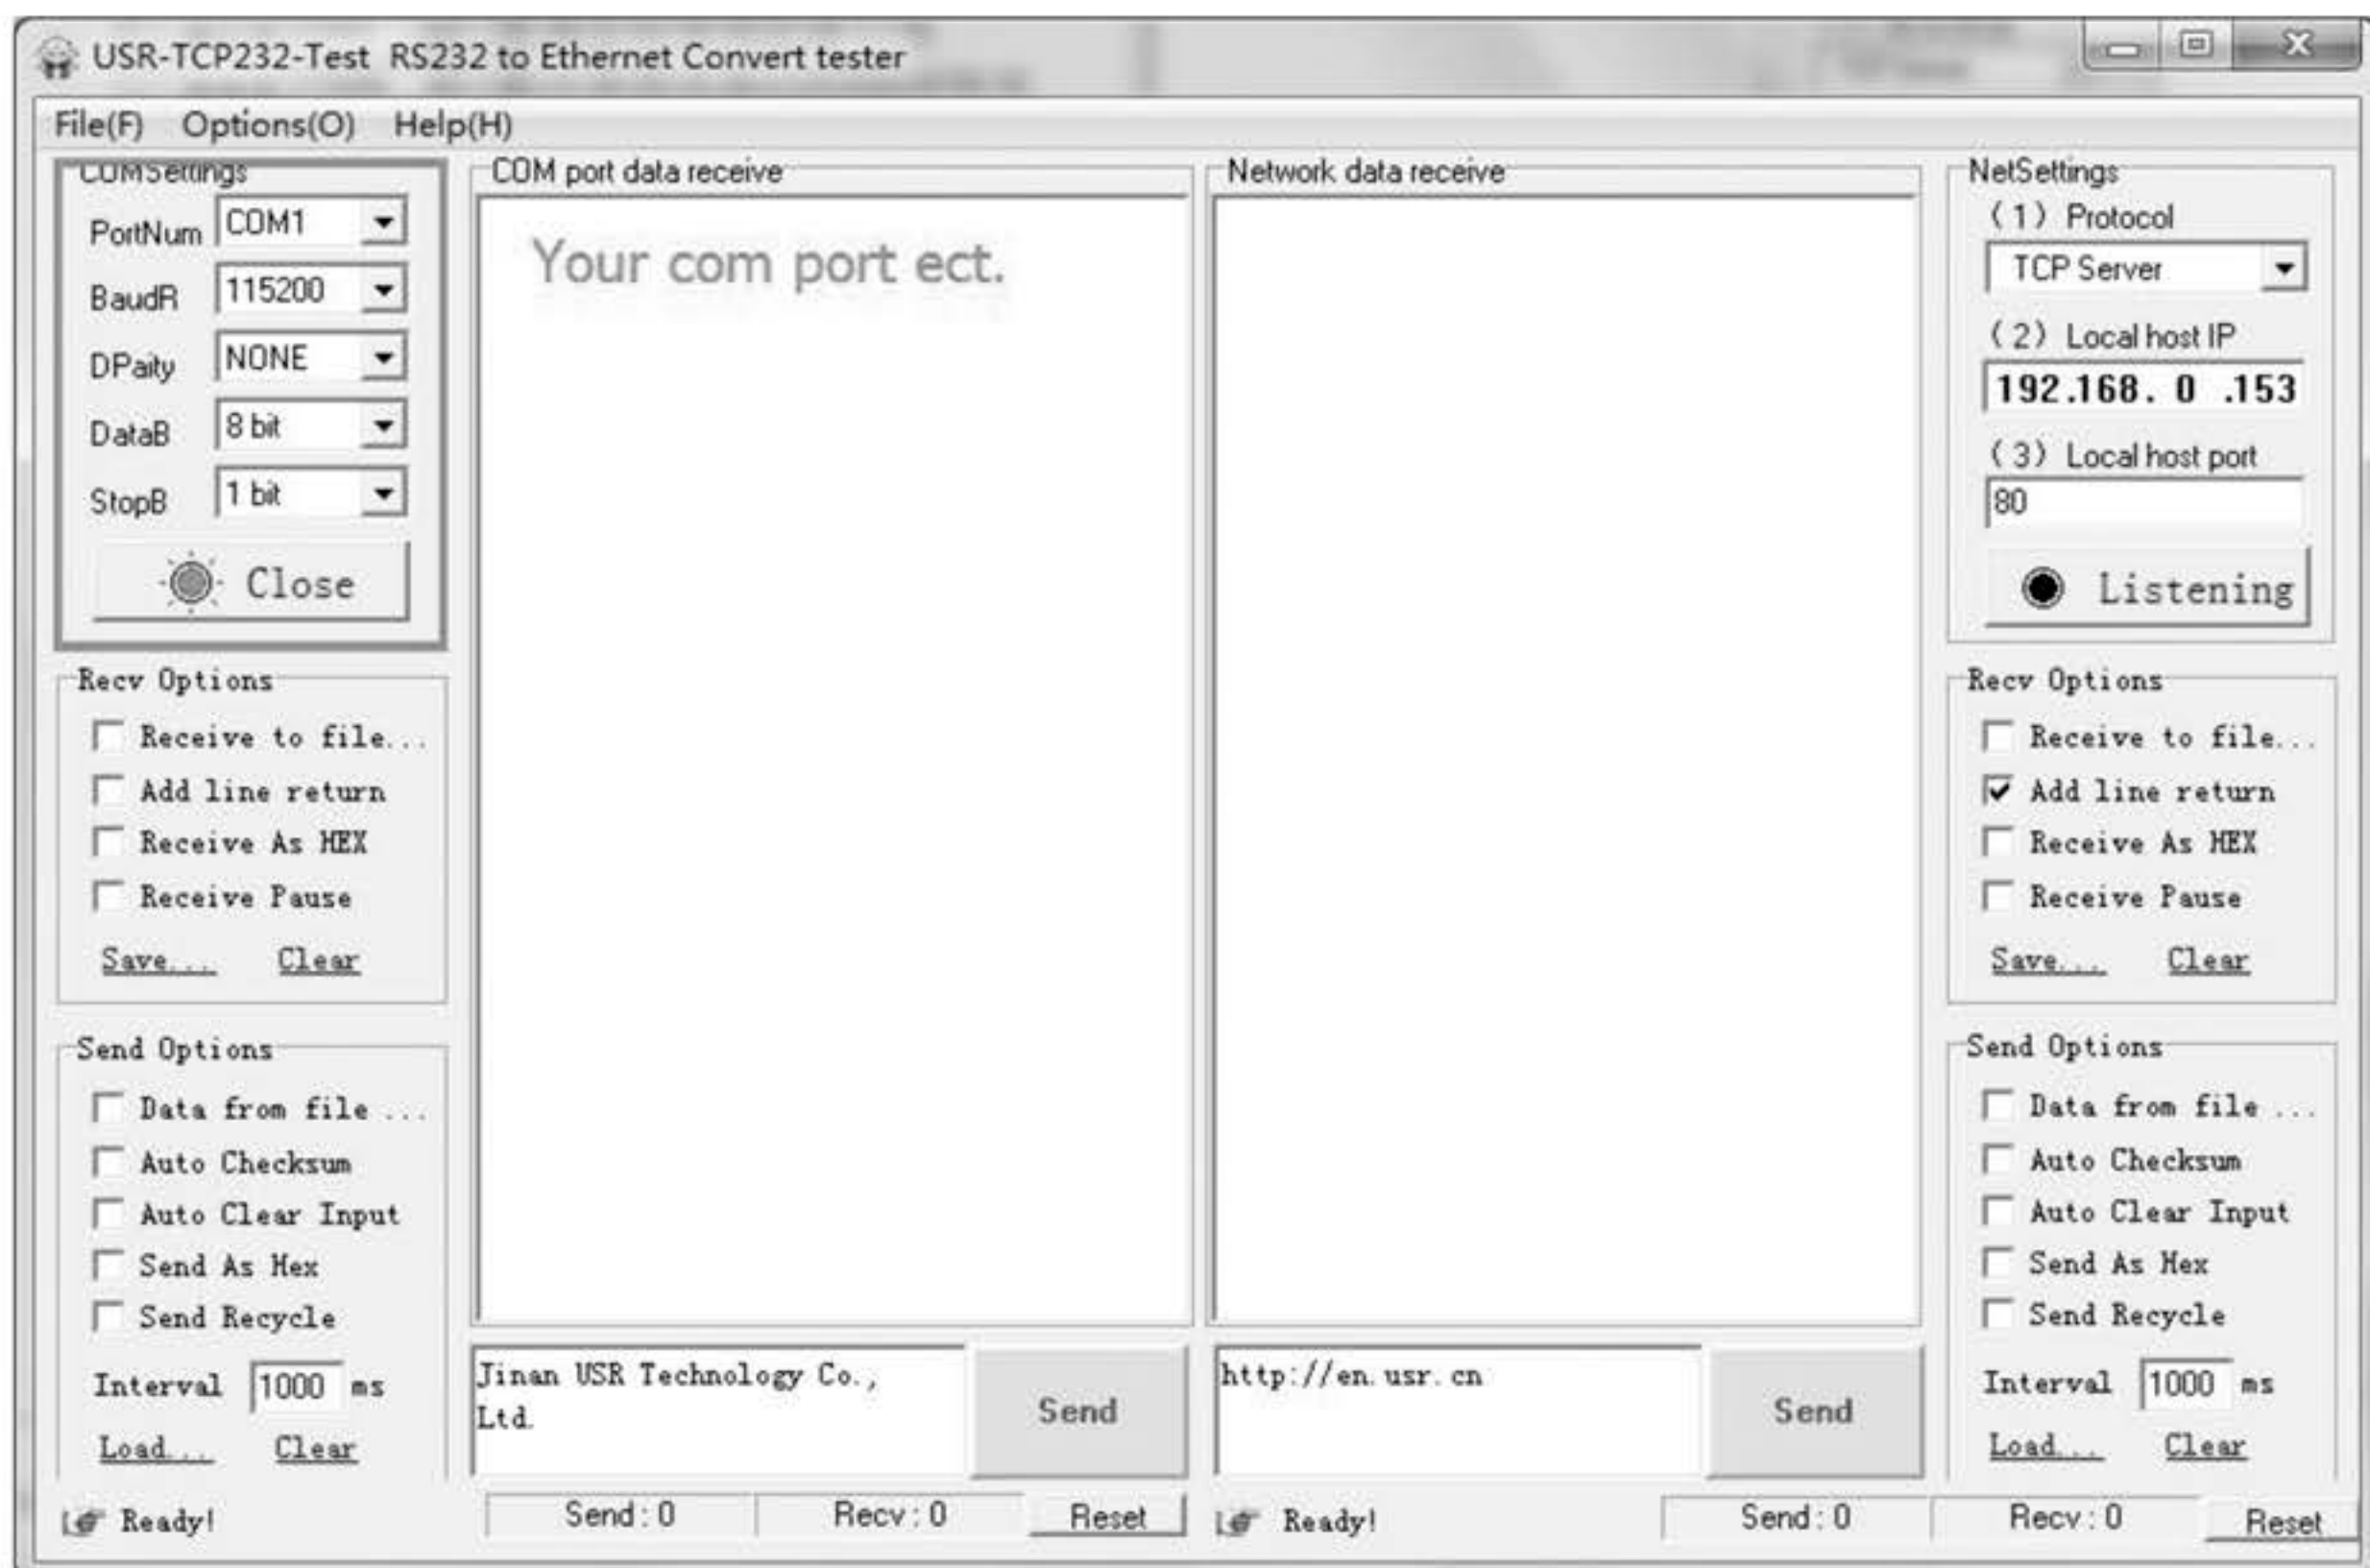 USR-TCP232-Test RS232 to Ethernet Convert tester
File(F) Options(O) Help(H)
COMSettings
PortNum COM1
BaudR 115200
DPaity NONE
DataB 8 bit
StopB 1 bit
Close
Recv Options
Receive to file...
Add line return
Receive As HEX
Receive Pause
Save... Clear
Send Options
Data from file ...
Auto Checksum
Auto Clear Input
Send As Hex
Send Recycle
Interval 1000 ms
Load... Clear
Ready!
COM port data receive
Your com port ect.
Jinan USR Technology Co.,
Ltd.
Send
Send : 0 Recv : 0 Reset
Network data receive
http://en.usr.cn
Send
Ready!
Send : 0 Recv : 0 Reset
NetSettings
(1) Protocol
TCP Server
(2) Local host IP
192.168. 0 .153
(3) Local host port
80
Listening
Recv Options
Receive to file...
Add line return
Receive As HEX
Receive Pause
Save... Clear
Send Options
Data from file ...
Auto Checksum
Auto Clear Input
Send As Hex
Send Recycle
Interval 1000 ms
Load... Clear